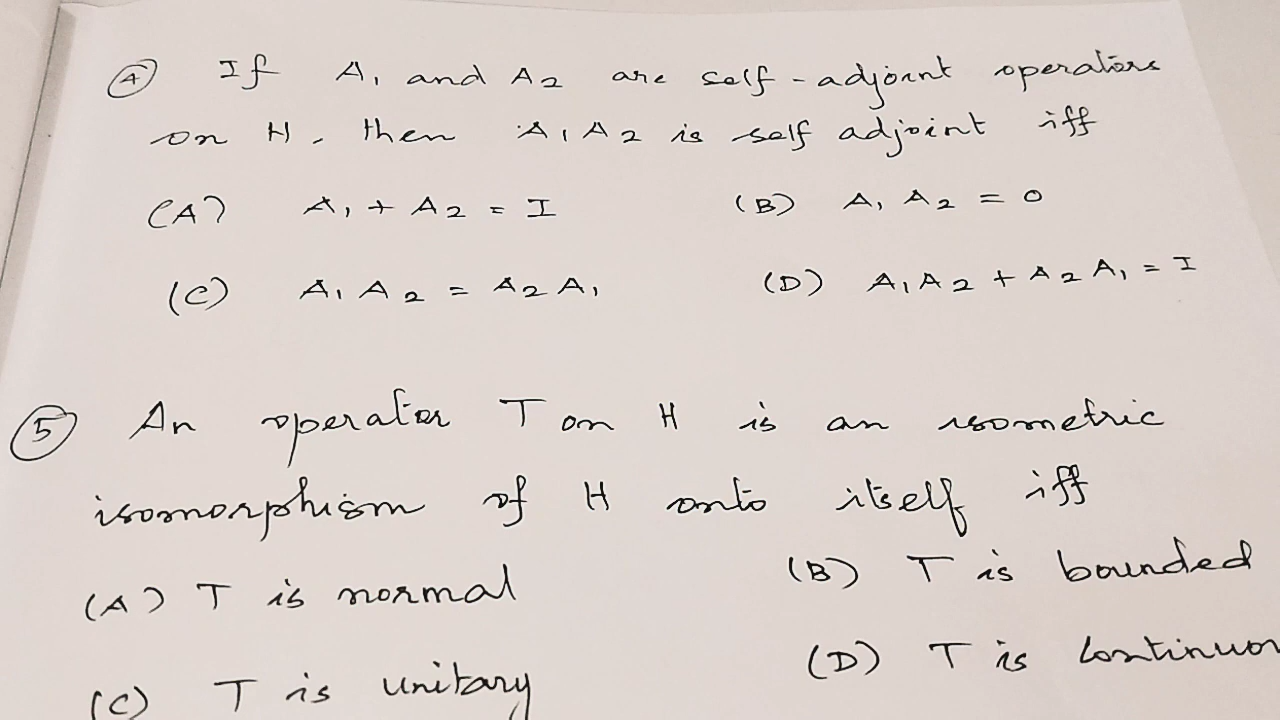 (4) If A₁ and A₂ are self-adjoint operators
on H, then A₁A₂ is self adjoint iff
(A) A₁ + A₂ = I (B) A₁ A₂ = 0
(C) A₁ A₂ = A₂ A₁ (D) A₁A₂ + A₂A₁ = I
(5) An operator T on H is an isometric
isomorphism of H onto itself iff
(A) T is normal (B) T is bounded
(C) T is unitary (D) T is continuou